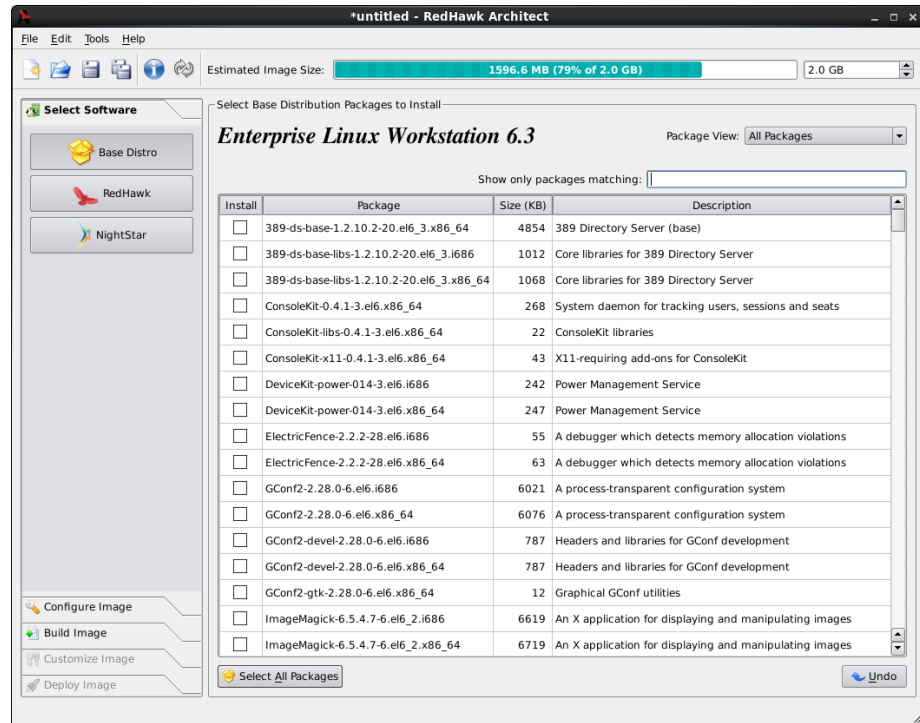 *untitled - RedHawk Architect
File Edit Tools Help
Estimated Image Size: 1596.6 MB (79% of 2.0 GB) 2.0 GB
Select Software
Base Distro
RedHawk
NightStar
Configure Image
Build Image
Customize Image
Deploy Image
Select Base Distribution Packages to Install
Enterprise Linux Workstation 6.3 Package View: All Packages
Show only packages matching:
Install Package Size (KB) Description
389-ds-base-1.2.10.2-20.el6_3.x86_64 4854 389 Directory Server (base)
389-ds-base-libs-1.2.10.2-20.el6_3.i686 1012 Core libraries for 389 Directory Server
389-ds-base-libs-1.2.10.2-20.el6_3.x86_64 1068 Core libraries for 389 Directory Server
ConsoleKit-0.4.1-3.el6.x86_64 268 System daemon for tracking users, sessions and seats
ConsoleKit-libs-0.4.1-3.el6.x86_64 22 ConsoleKit libraries
ConsoleKit-x11-0.4.1-3.el6.x86_64 43 X11-requiring add-ons for ConsoleKit
DeviceKit-power-014-3.el6.i686 242 Power Management Service
DeviceKit-power-014-3.el6.x86_64 247 Power Management Service
ElectricFence-2.2.2-28.el6.i686 55 A debugger which detects memory allocation violations
ElectricFence-2.2.2-28.el6.x86_64 63 A debugger which detects memory allocation violations
GConf2-2.28.0-6.el6.i686 6021 A process-transparent configuration system
GConf2-2.28.0-6.el6.x86_64 6076 A process-transparent configuration system
GConf2-devel-2.28.0-6.el6.i686 787 Headers and libraries for GConf development
GConf2-devel-2.28.0-6.el6.x86_64 787 Headers and libraries for GConf development
GConf2-gtk-2.28.0-6.el6.x86_64 12 Graphical GConf utilities
ImageMagick-6.5.4.7-6.el6_2.i686 6619 An X application for displaying and manipulating images
ImageMagick-6.5.4.7-6.el6_2.x86_64 6719 An X application for displaying and manipulating images
Select All Packages Undo